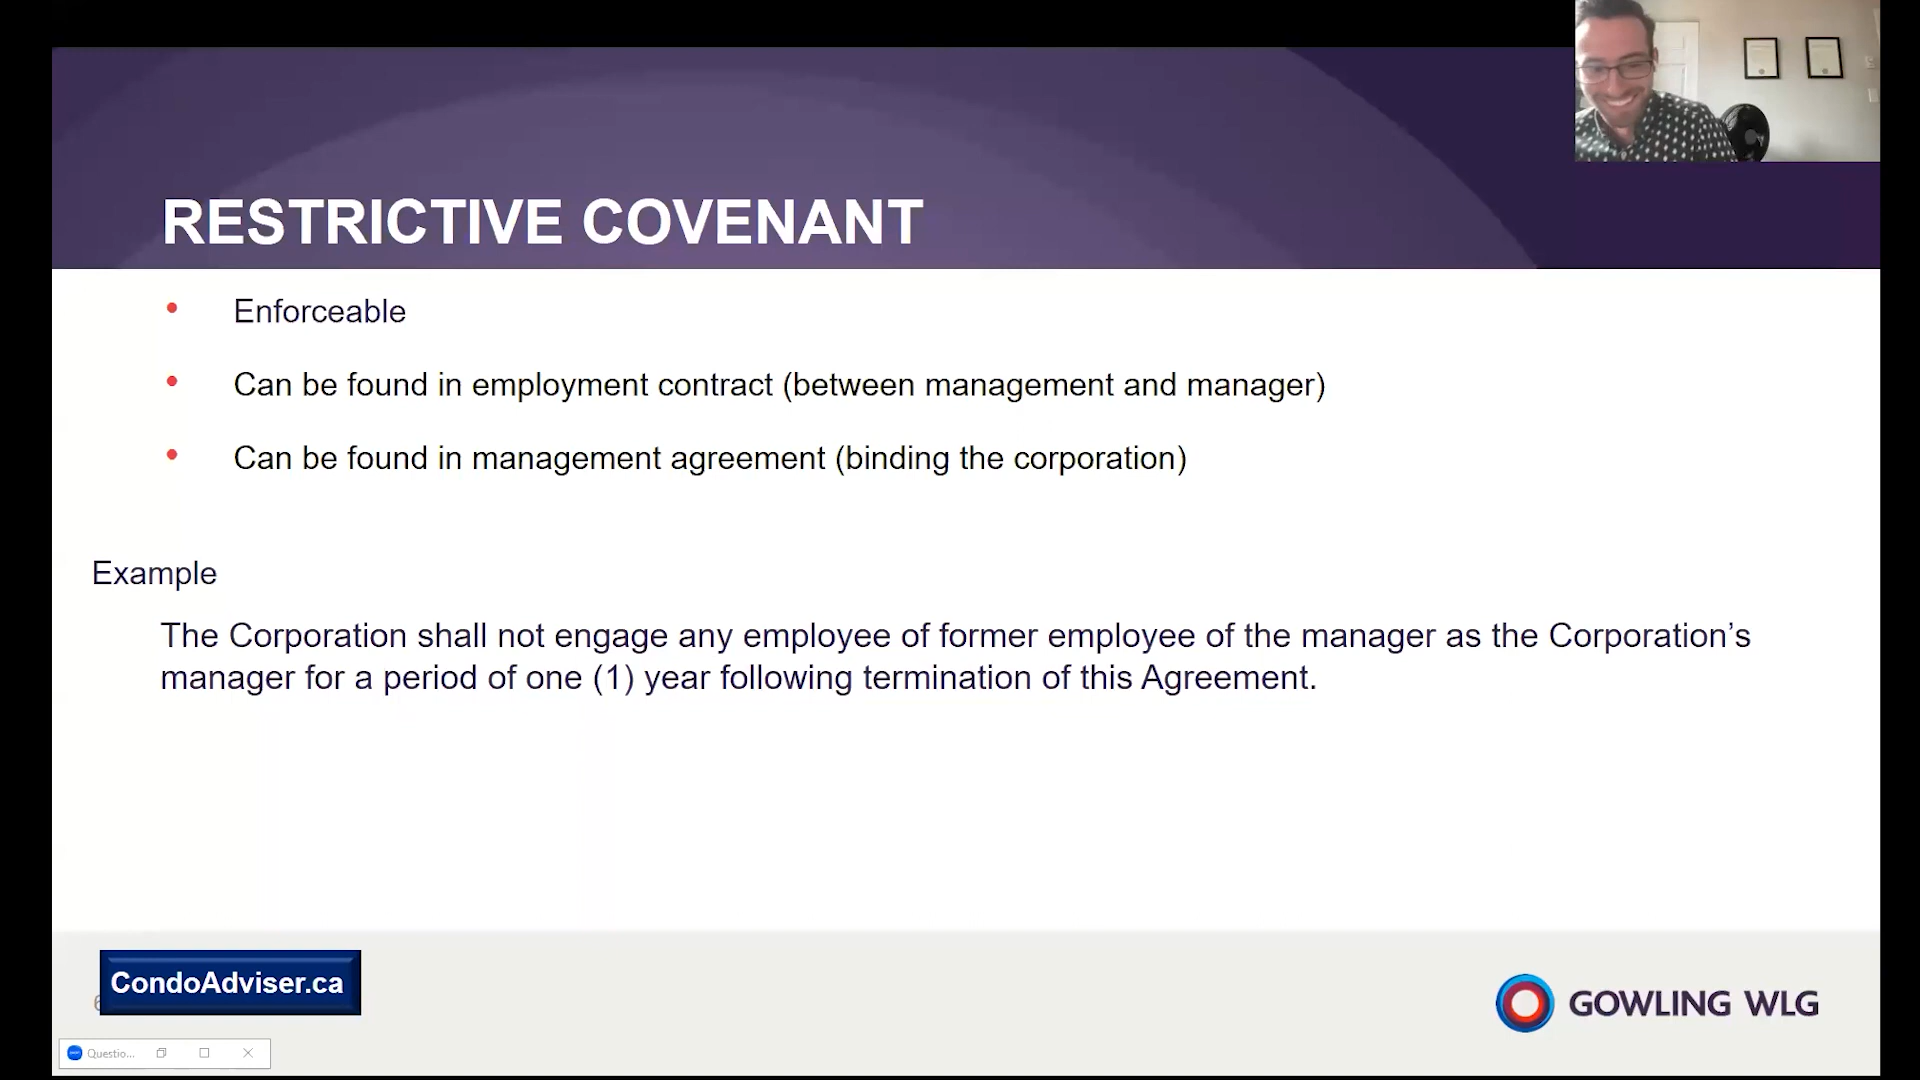 RESTRICTIVE COVENANT
• Enforceable
• Can be found in employment contract (between management and manager)
• Can be found in management agreement (binding the corporation)
Example
The Corporation shall not engage any employee of former employee of the manager as the Corporation’s
manager for a period of one (1) year following termination of this Agreement.
CondoAdviser.ca
GOWLING WLG
Questio...